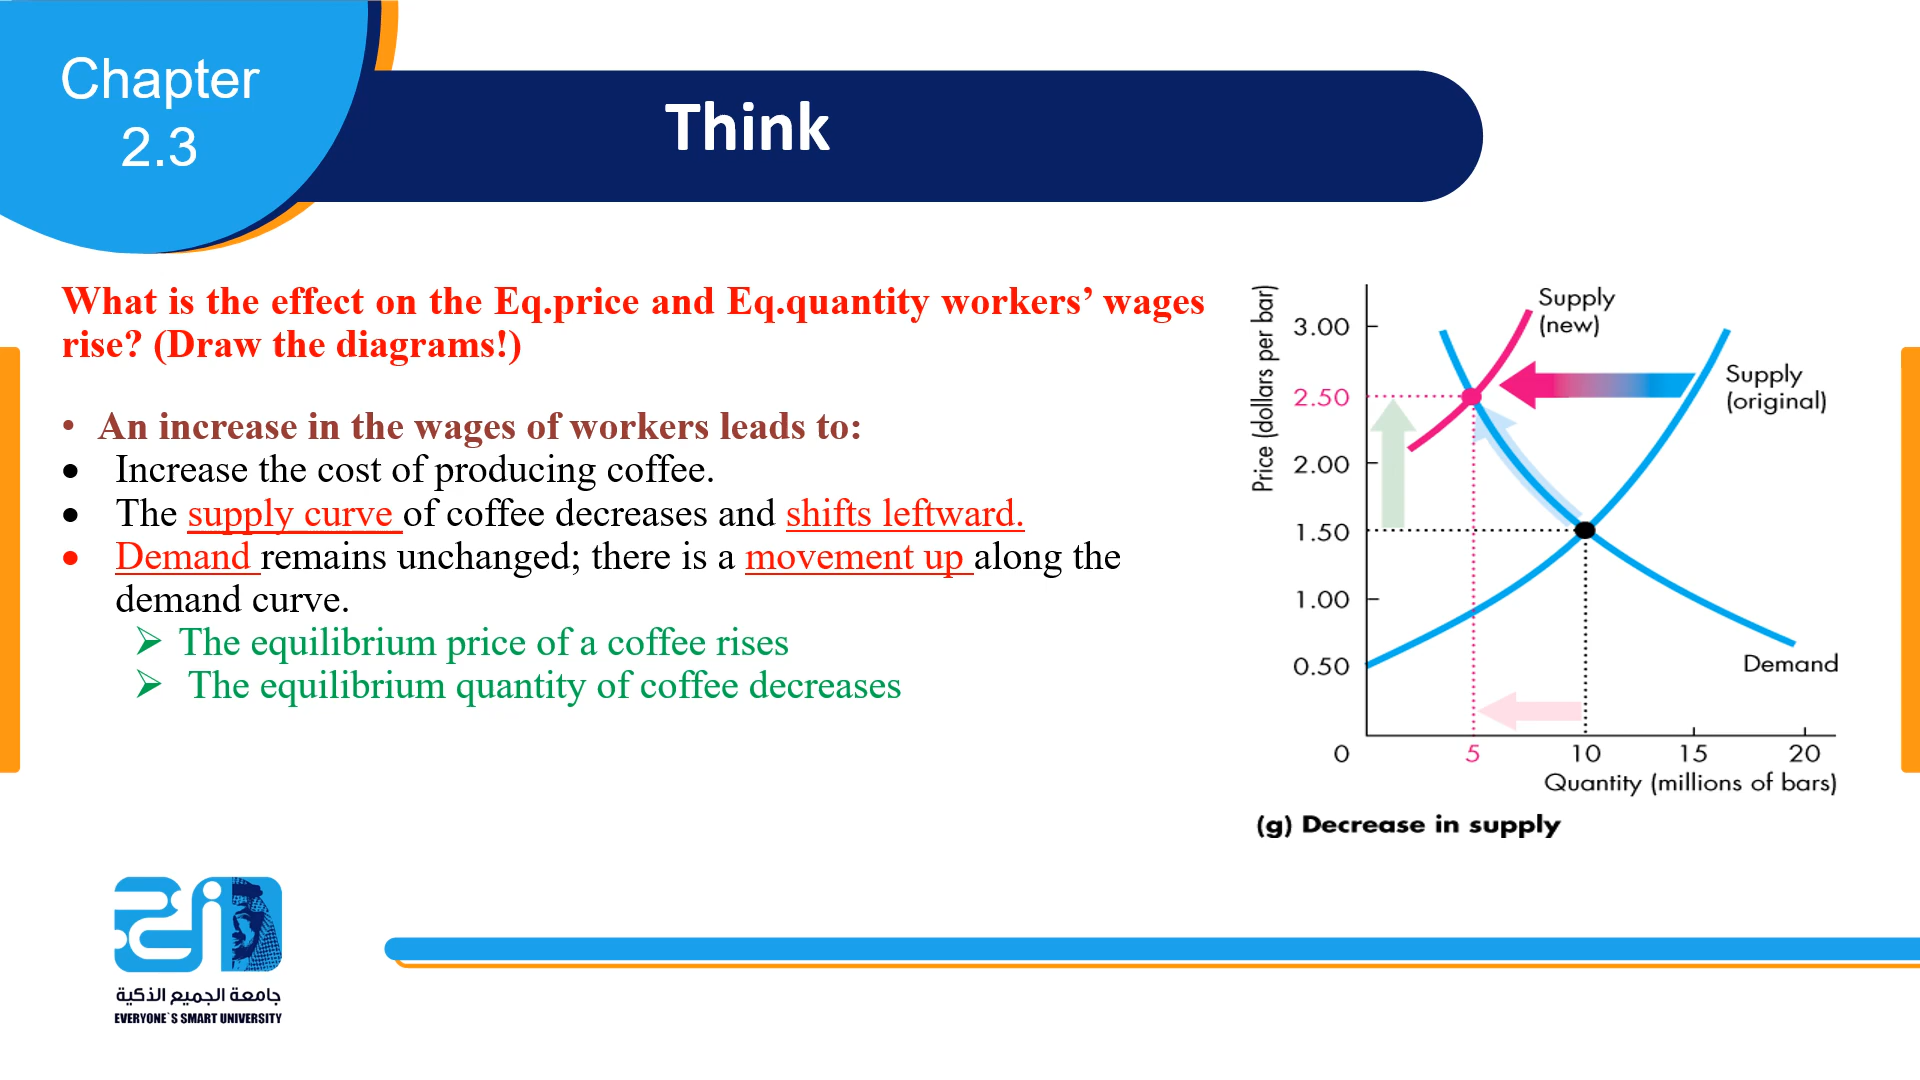 Chapter
2.3
Think
What is the effect on the Eq.price and Eq.quantity workers’ wages
rise? (Draw the diagrams!)
• An increase in the wages of workers leads to:
• Increase the cost of producing coffee.
• The supply curve of coffee decreases and shifts leftward.
• Demand remains unchanged; there is a movement up along the
demand curve.
➢ The equilibrium price of a coffee rises
➢ The equilibrium quantity of coffee decreases
Price (dollars per bar)
3.00
2.50
2.00
1.50
1.00
0.50
0
5
10
15
20
Supply
(new)
Supply
(original)
Demand
Quantity (millions of bars)
(g) Decrease in supply
جامعة الجميع الذكية
EVERYONE`S SMART UNIVERSITY